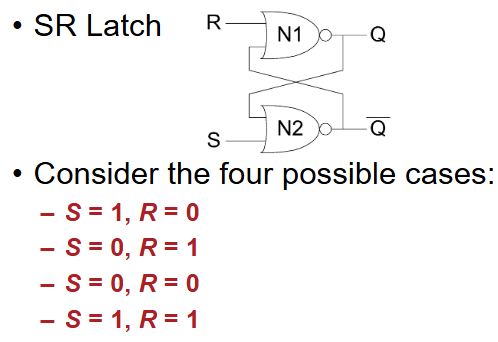 • SR Latch
R
N1
Q
N2
Q̅
S
• Consider the four possible cases:
– S = 1, R = 0
– S = 0, R = 1
– S = 0, R = 0
– S = 1, R = 1